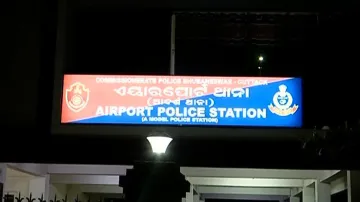 COMMISSIONERATE POLICE BHUBANESWAR - CUTTACK
ଏୟାରପୋର୍ଟ ଥାନା
(ଆଦର୍ଶ ଥାନା)
AIRPORT POLICE STATION
(A MODEL POLICE STATION)